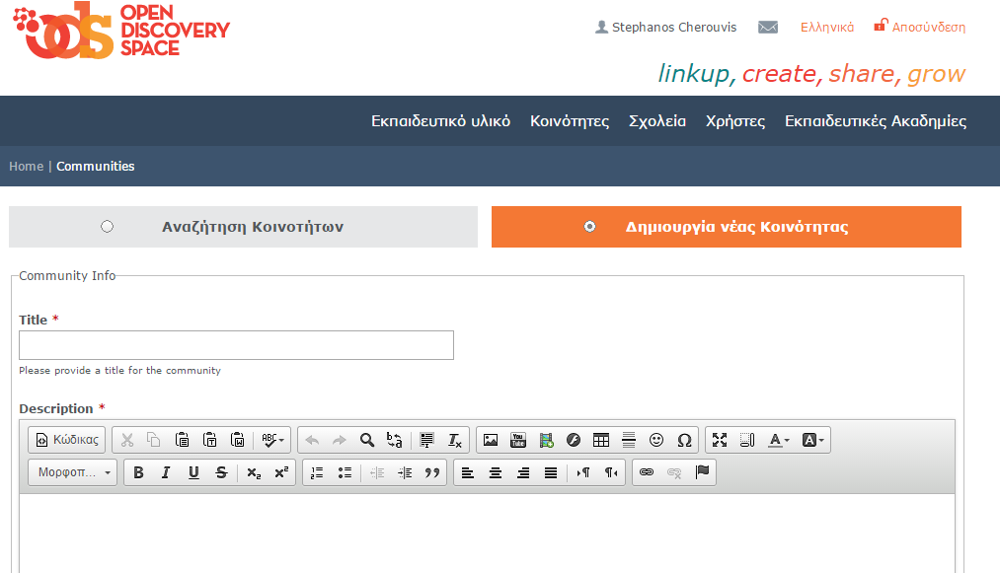 OPEN
DISCOVERY
SPACE
ods
Stephanos Cherouvis Ελληνικά Αποσύνδεση
linkup, create, share, grow
Εκπαιδευτικό υλικό Κοινότητες Σχολεία Χρήστες Εκπαιδευτικές Ακαδημίες
Home | Communities
Αναζήτηση Κοινοτήτων Δημιουργία νέας Κοινότητας
Community Info
Title *
Please provide a title for the community
Description *
Κώδικας
Μορφοπ...